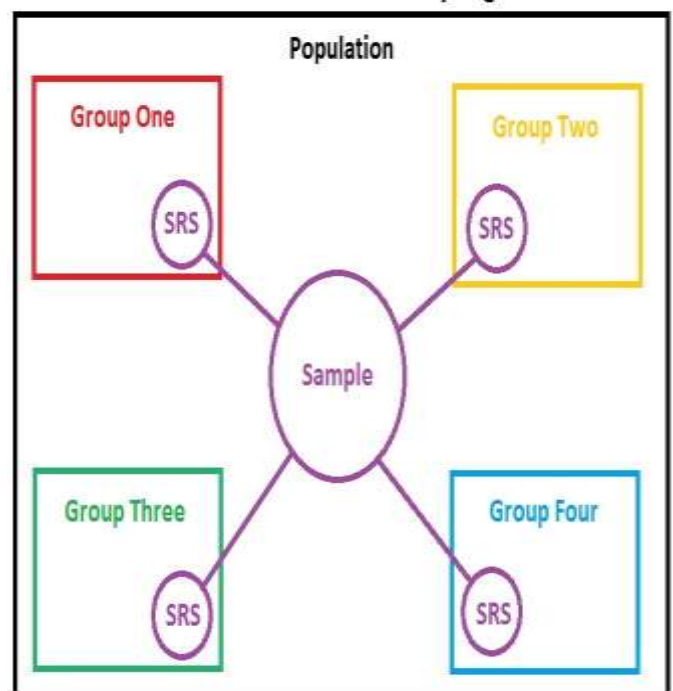 Population
Group One
Group Two
SRS
SRS
Sample
Group Three
Group Four
SRS
SRS